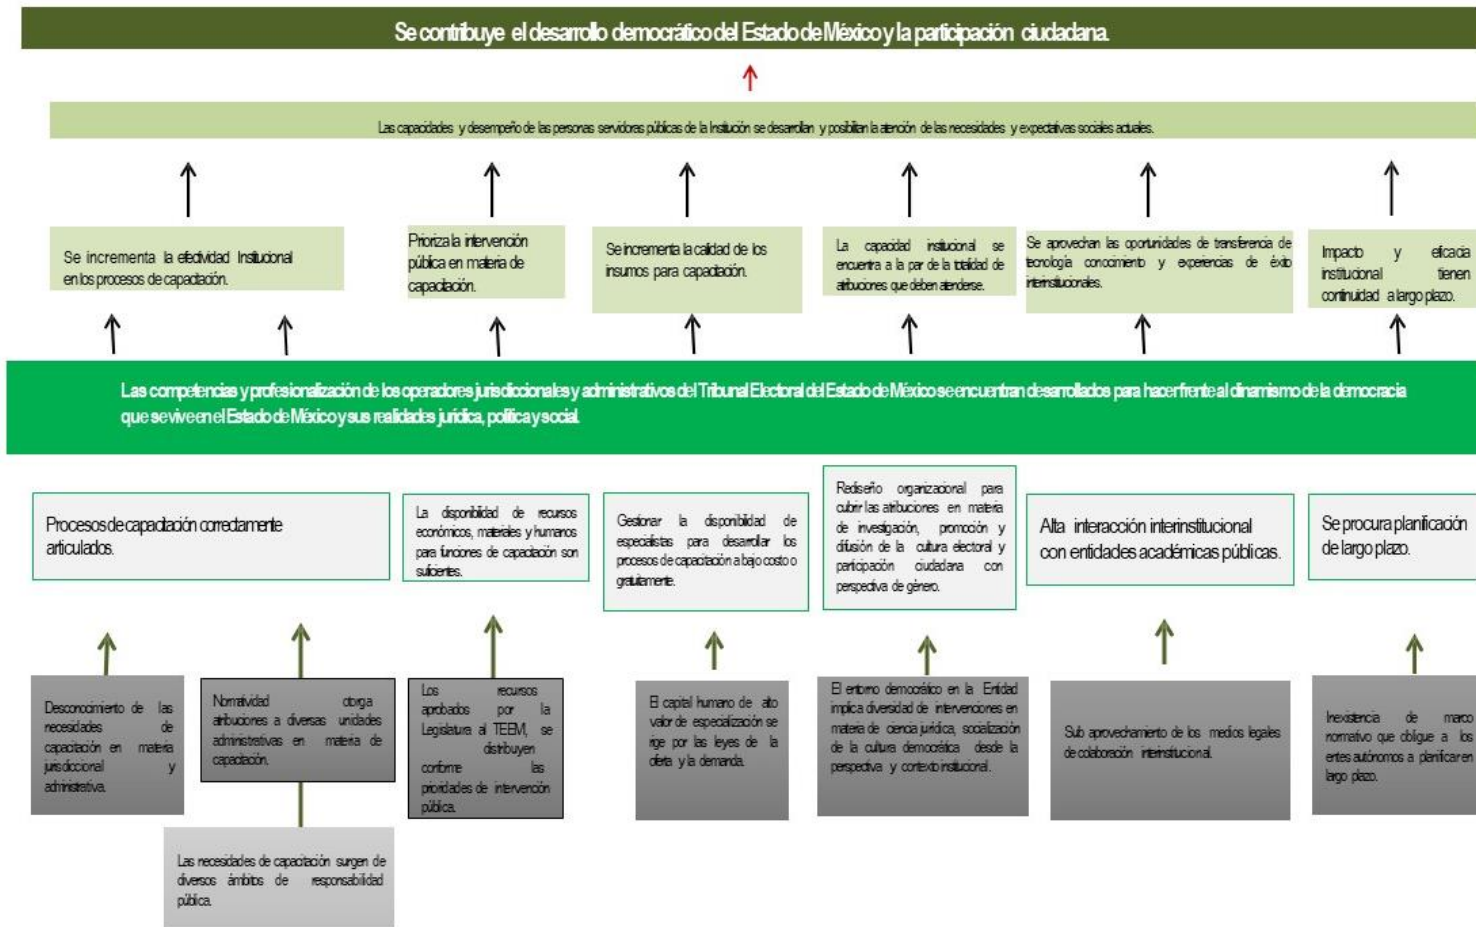 Se contribuye el desarrollo democrático del Estado de México y la participación ciudadana.
Las capacidades y desempeño de las personas servidoras públicas de la Institución se desarrollan y posibilitan la atención de las necesidades y expectativas sociales actuales.
Se incrementa la efectividad Institucional
en los procesos de capacitación.
Prioriza la intervención
pública en materia de
capacitación.
Se incrementa la calidad de los
insumos para capacitación.
La capacidad institucional se
encuentra a la par de la totalidad de
atribuciones que deben atenderse.
Se aprovechan las oportunidades de transferencia de
tecnología conocimiento y experiencias de éxito
interinstitucionales.
Impacto y eficacia
institucional tienen
continuidad a largo plazo.
Las competencias y profesionalización de los operadores jurisdiccionales y administrativos del Tribunal Electoral del Estado de México se encuentran desarrollados para hacer frente al dinamismo de la democracia
que se vive en el Estado de México y sus realidades jurídica, política y social.
Procesos de capacitación correctamente
articulados.
La disponibilidad de recursos
económicos, materiales y humanos
para funciones de capacitación son
suficientes.
Gestionar la disponibilidad de
especialistas para desarrollar los
procesos de capacitación a bajo costo o
gratuitamente.
Rediseño organizacional para
cubrir las atribuciones en materia
de investigación, promoción y
difusión de la cultura electoral y
participación ciudadana con
perspectiva de género.
Alta interacción interinstitucional
con entidades académicas públicas.
Se procura planificación
de largo plazo.
Desconocimiento de las
necesidades de
capacitación en materia
jurisdiccional y
administrativa.
Normatividad otorga
atribuciones a diversas unidades
administrativas en materia de
capacitación.
Los recursos
aprobados por la
Legislatura al TEEM, se
distribuyen
conforme las
prioridades de intervención
pública.
El capital humano de alto
valor de especialización se
rige por las leyes de la
oferta y la demanda.
El entorno democrático en la Entidad
implica diversidad de intervenciones en
materia de ciencia jurídica, socialización
de la cultura democrática desde la
perspectiva y contexto institucional.
Sub aprovechamiento de los medios legales
de colaboración interinstitucional.
Inexistencia de marco
normativo que obligue a los
entes autónomos a planificar en
largo plazo.
Las necesidades de capacitación surgen de
diversos ámbitos de responsabilidad
pública.